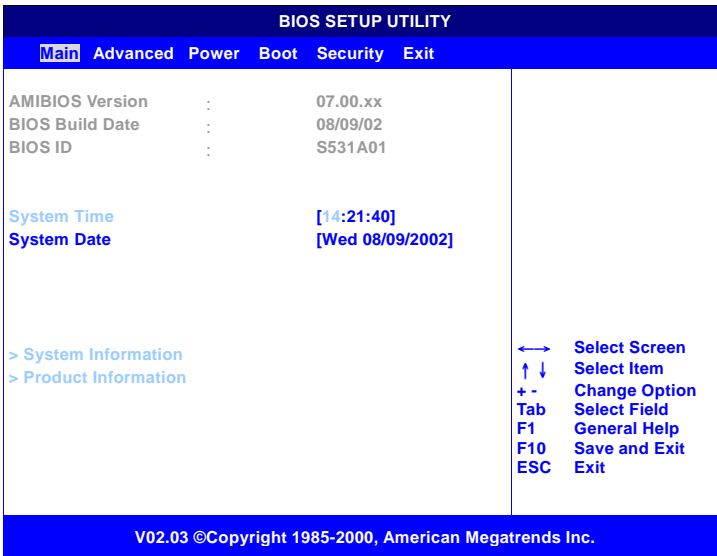 BIOS SETUP UTILITY
Main Advanced Power Boot Security Exit
AMIBIOS Version : 07.00.xx
BIOS Build Date : 08/09/02
BIOS ID : S531A01
System Time [14:21:40]
System Date [Wed 08/09/2002]
> System Information
> Product Information
←→ Select Screen
↑↓ Select Item
+ - Change Option
Tab Select Field
F1 General Help
F10 Save and Exit
ESC Exit
V02.03 ©Copyright 1985-2000, American Megatrends Inc.